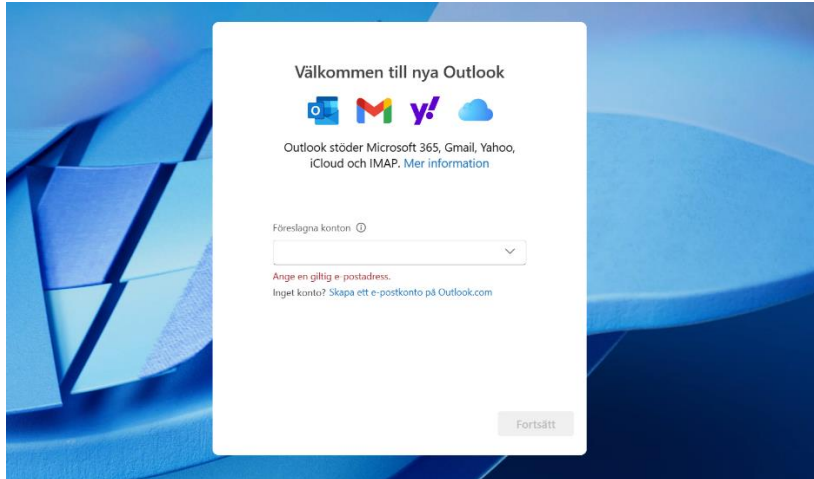 Välkommen till nya Outlook
Outlook stöder Microsoft 365, Gmail, Yahoo,
iCloud och IMAP. Mer information
Föreslagna konton
Ange en giltig e-postadress.
Inget konto? Skapa ett e-postkonto på Outlook.com
Fortsätt